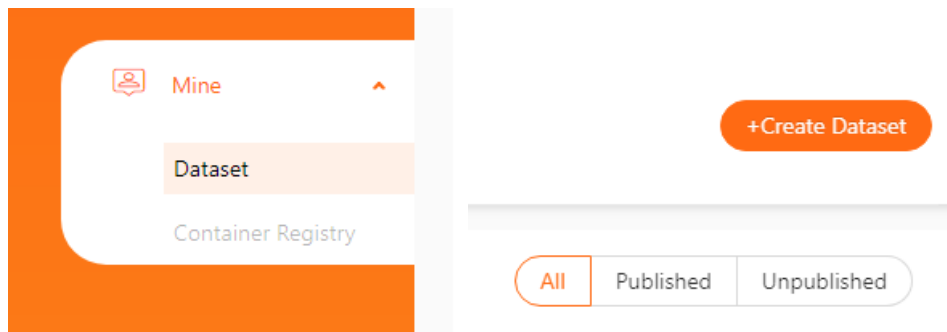 Mine
Dataset
Container Registry
+Create Dataset
All
Published
Unpublished